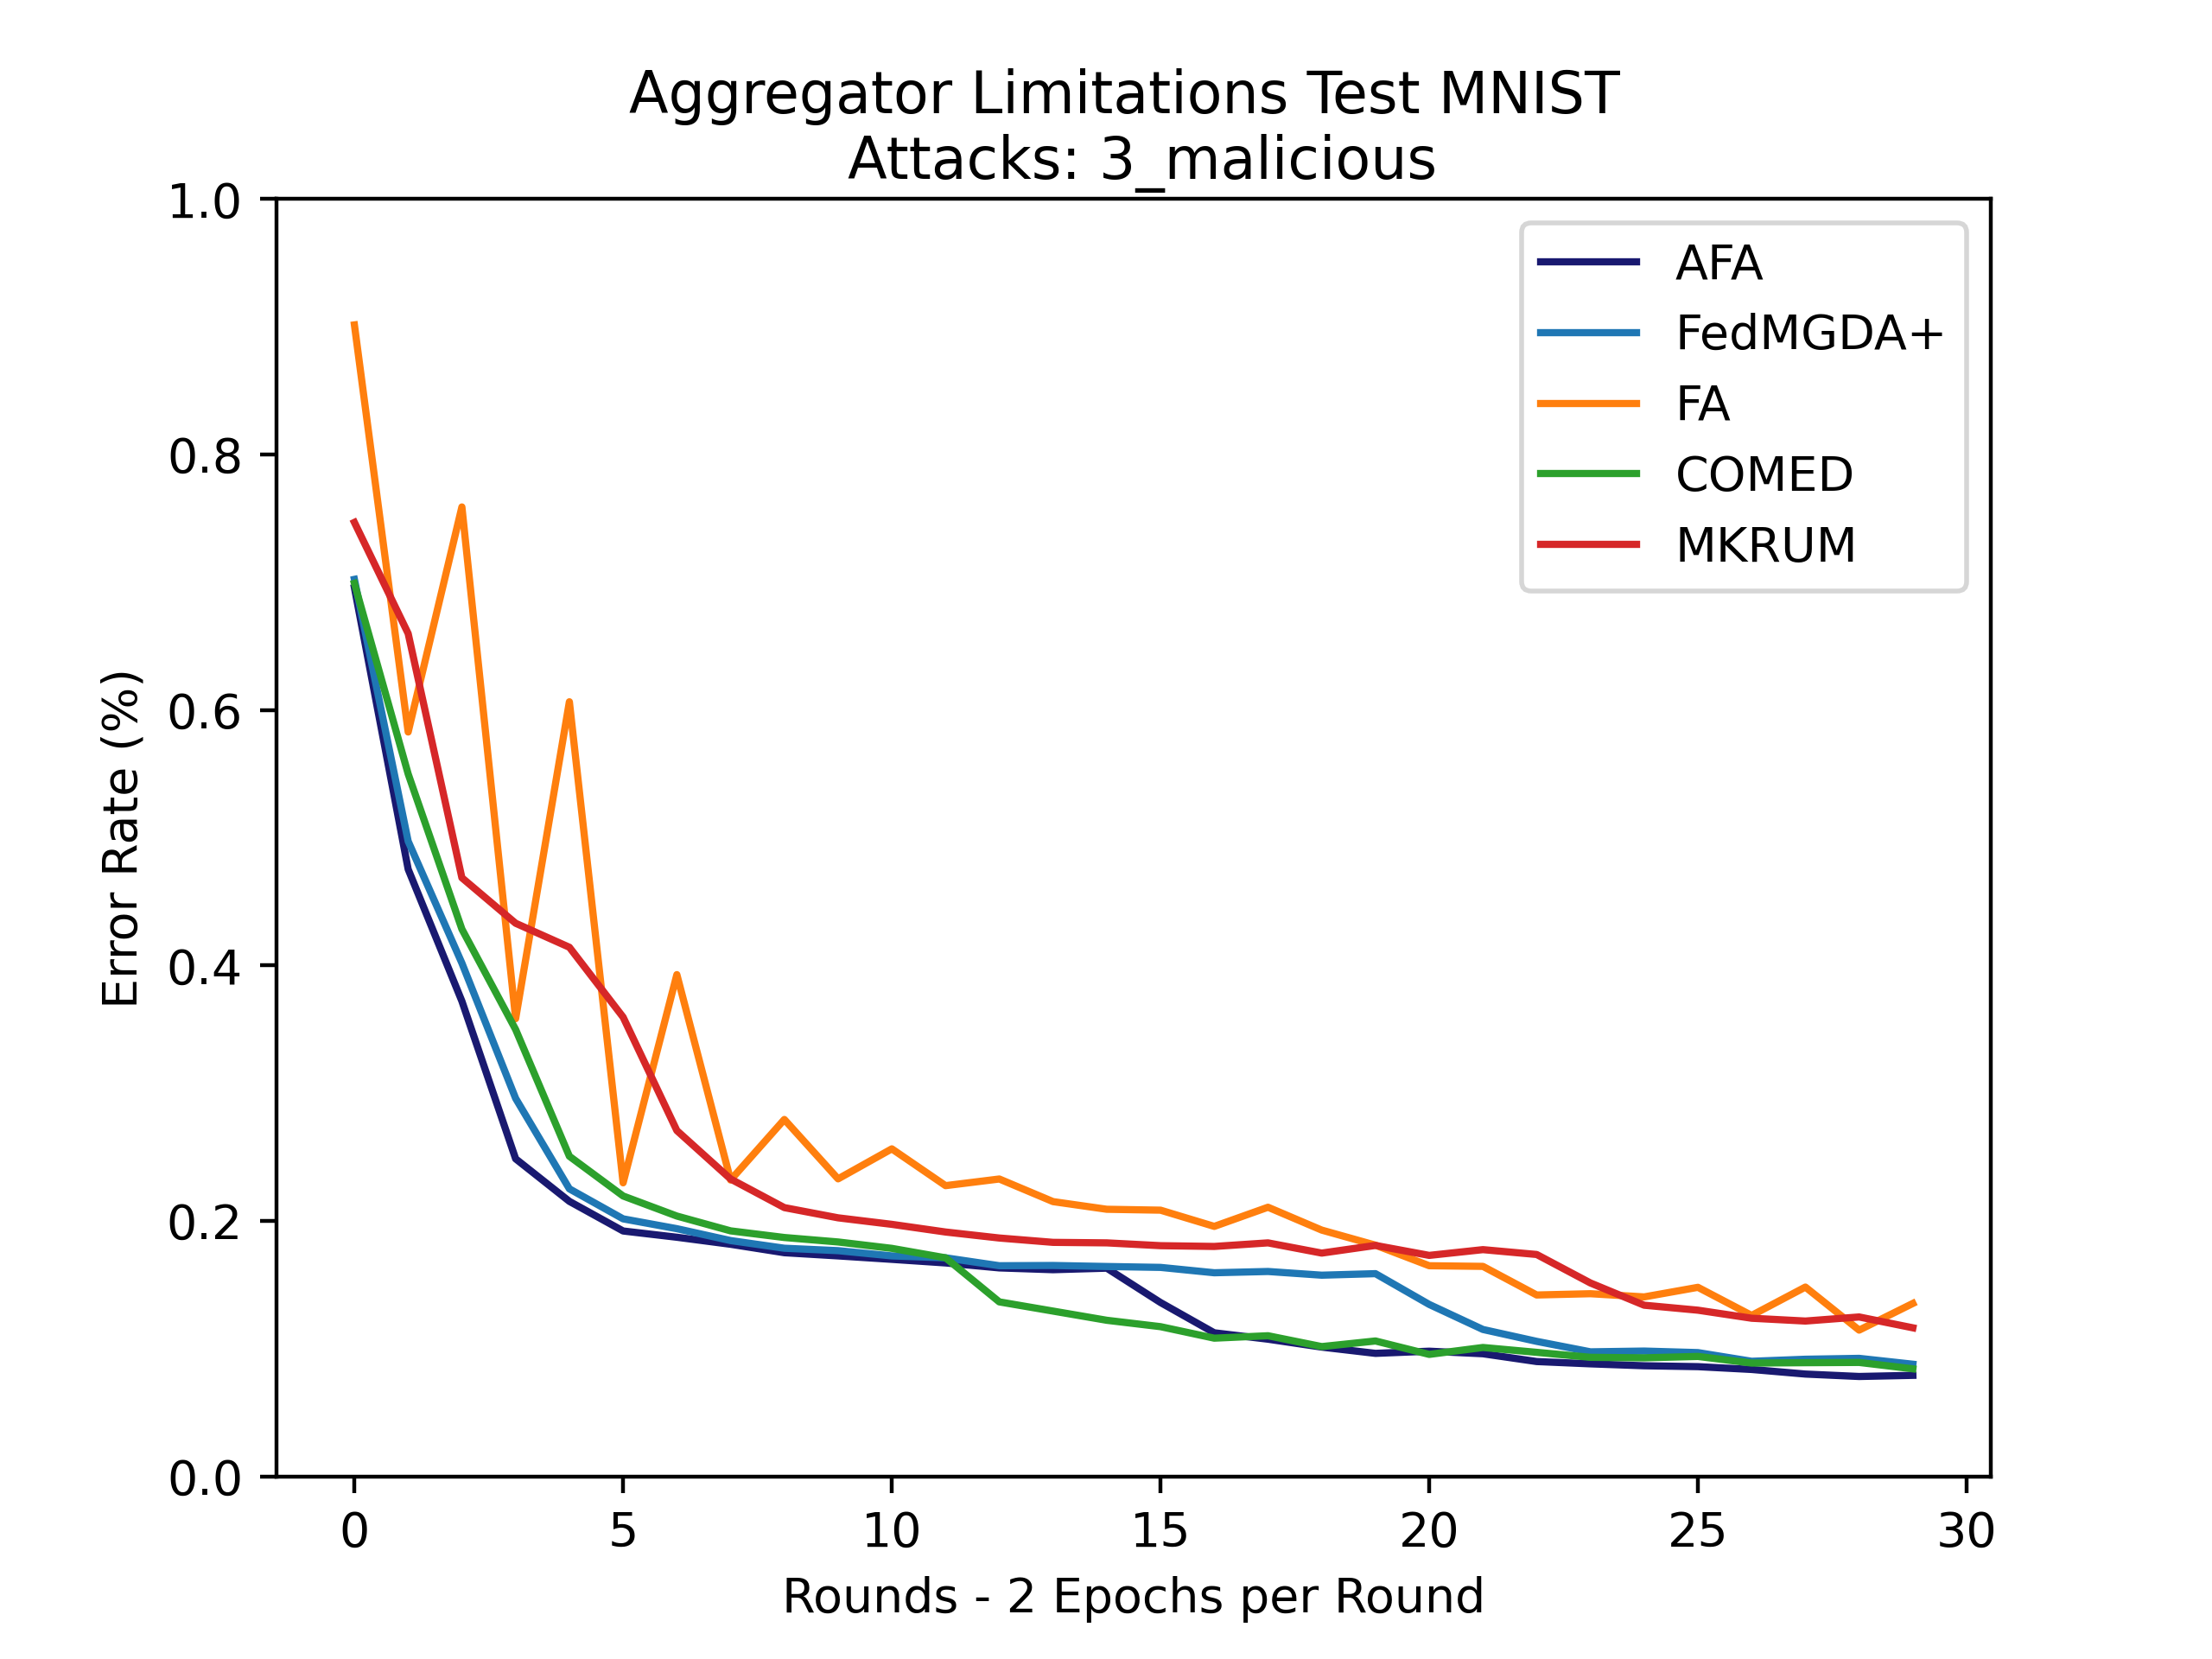 Aggregator Limitations Test MNIST
Attacks: 3_malicious
1.0
0.8
0.6
0.4
0.2
0.0
Error Rate (%)
AFA
FedMGDA+
FA
COMED
MKRUM
0 5 10 15 20 25 30
Rounds - 2 Epochs per Round